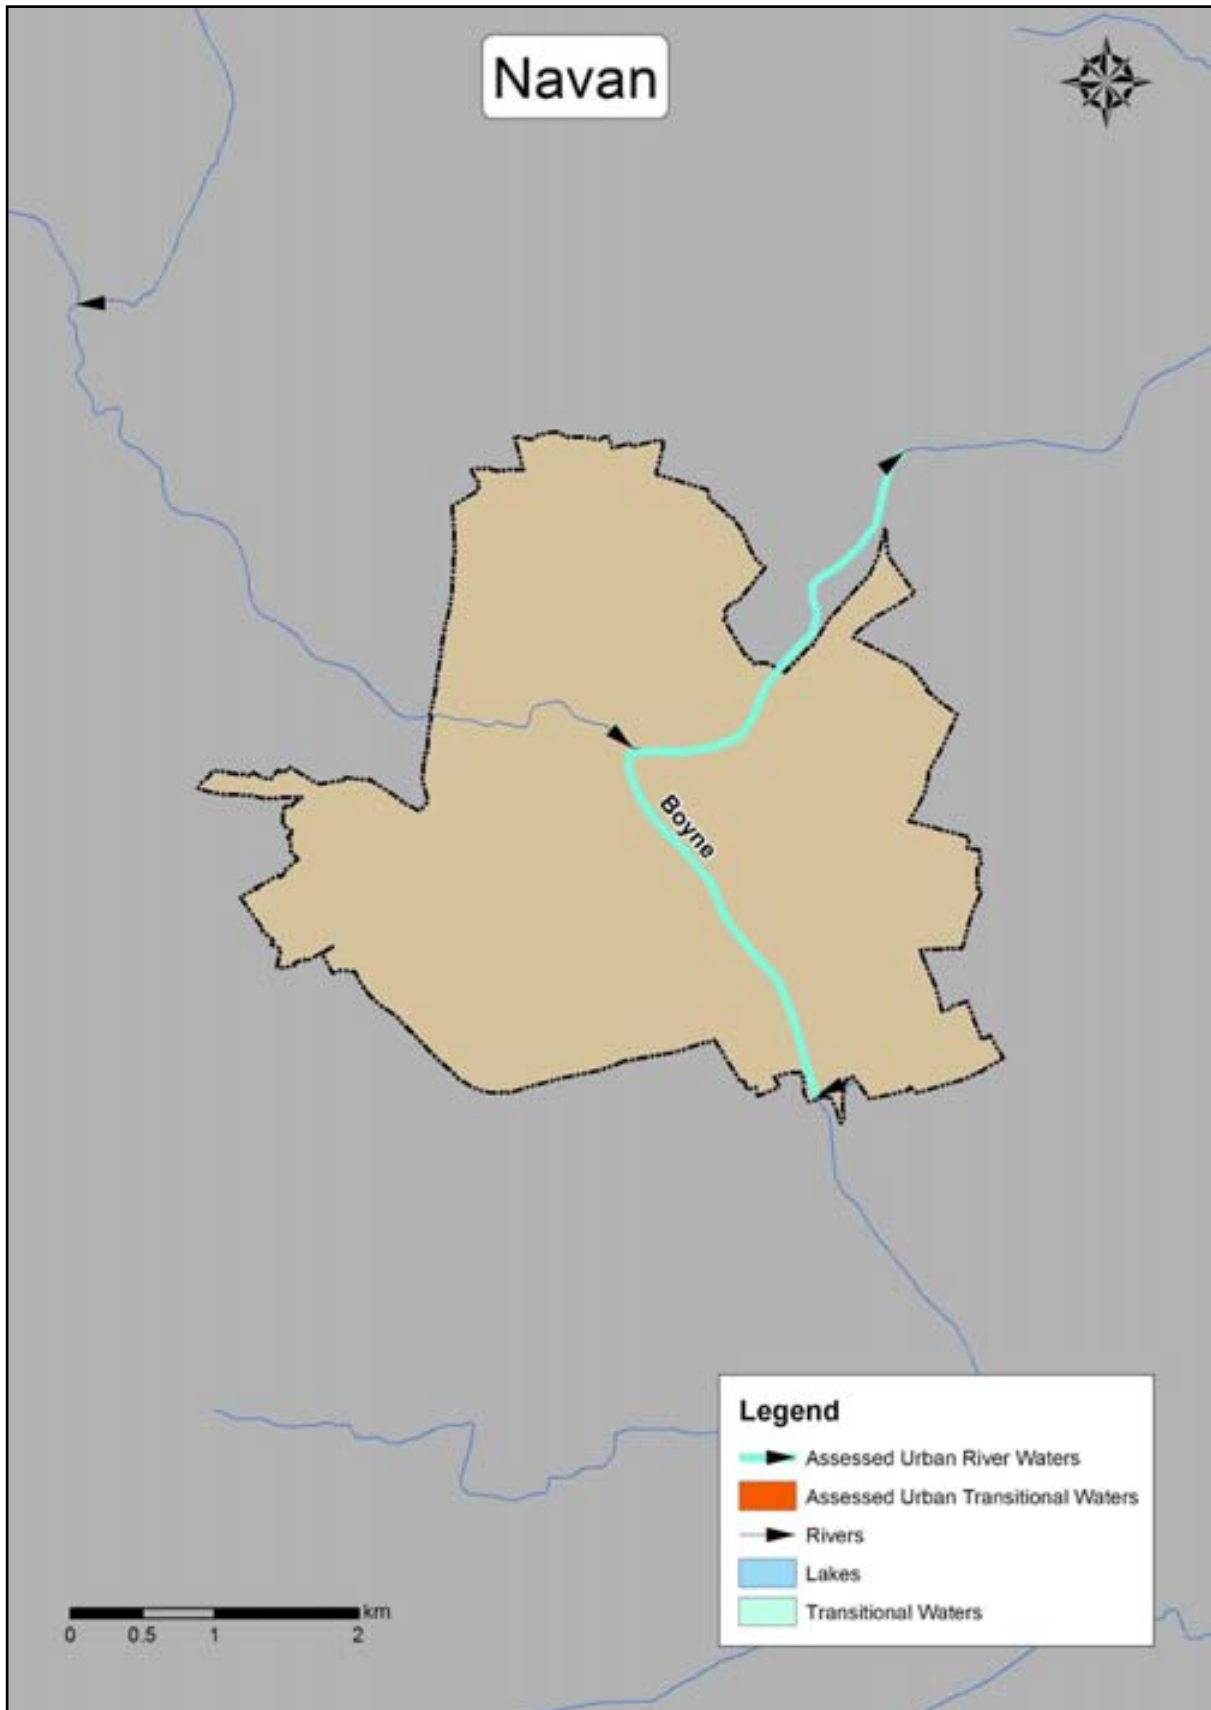 Navan
Boyne
Legend
Assessed Urban River Waters
Assessed Urban Transitional Waters
Rivers
Lakes
Transitional Waters
km
0 0.5 1 2